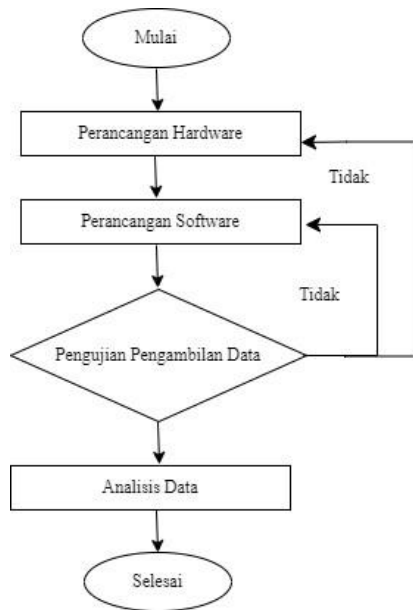 Mulai
Perancangan Hardware
Tidak
Perancangan Software
Tidak
Pengujian Pengambilan Data
Analisis Data
Selesai